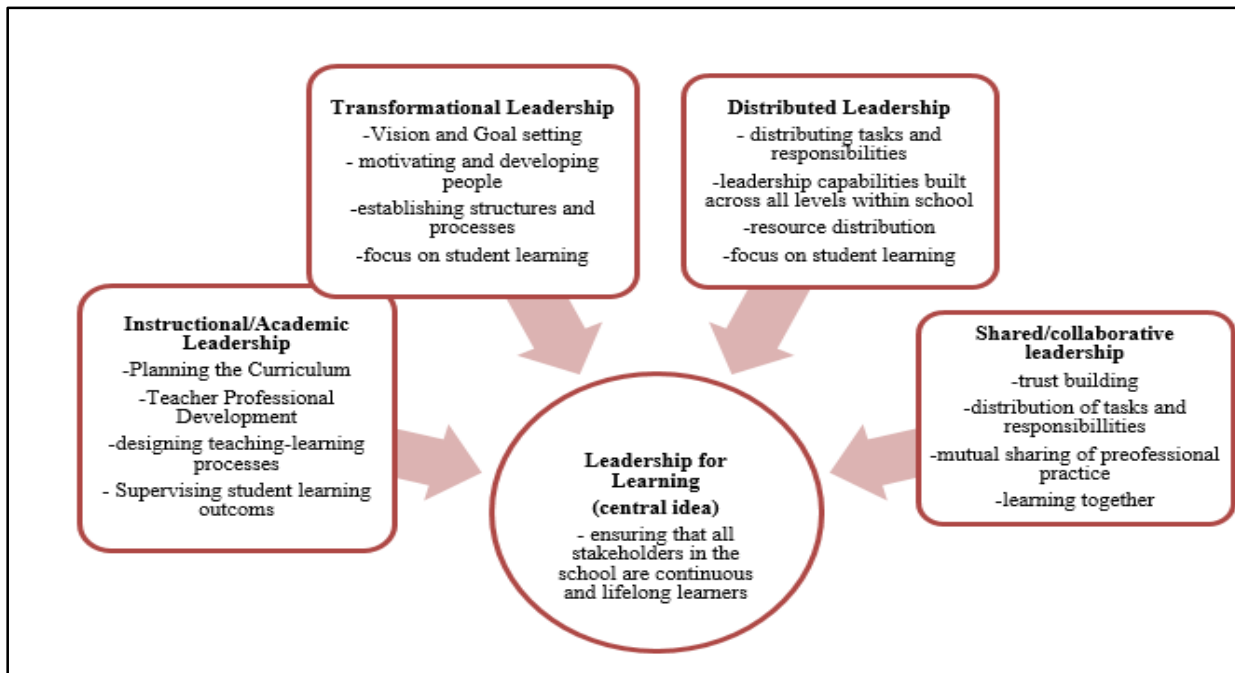 Transformational Leadership
-Vision and Goal setting
- motivating and developing
people
-establishing structures and
processes
-focus on student learning
Distributed Leadership
- distributing tasks and
responsibilities
-leadership capabilities built
across all levels within school
-resource distribution
-focus on student learning
Instructional/Academic
Leadership
-Planning the Curriculum
-Teacher Professional
Development
-designing teaching-learning
processes
- Supervising student learning
outcoms
Shared/collaborative
leadership
-trust building
-distribution of tasks and
responsibillities
-mutual sharing of preofessional
practice
-learning together
Leadership for
Learning
(central idea)
- ensuring that all
stakeholders in the
school are continuous
and lifelong learners